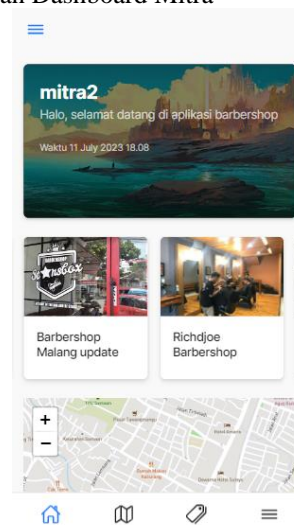 an Dashboard Mitra
mitra2
Halo, selamat datang di aplikasi barbershop
Waktu 11 July 2023 18.08
Barbershop
Malang update
Richdjoe
Barbershop
+
−